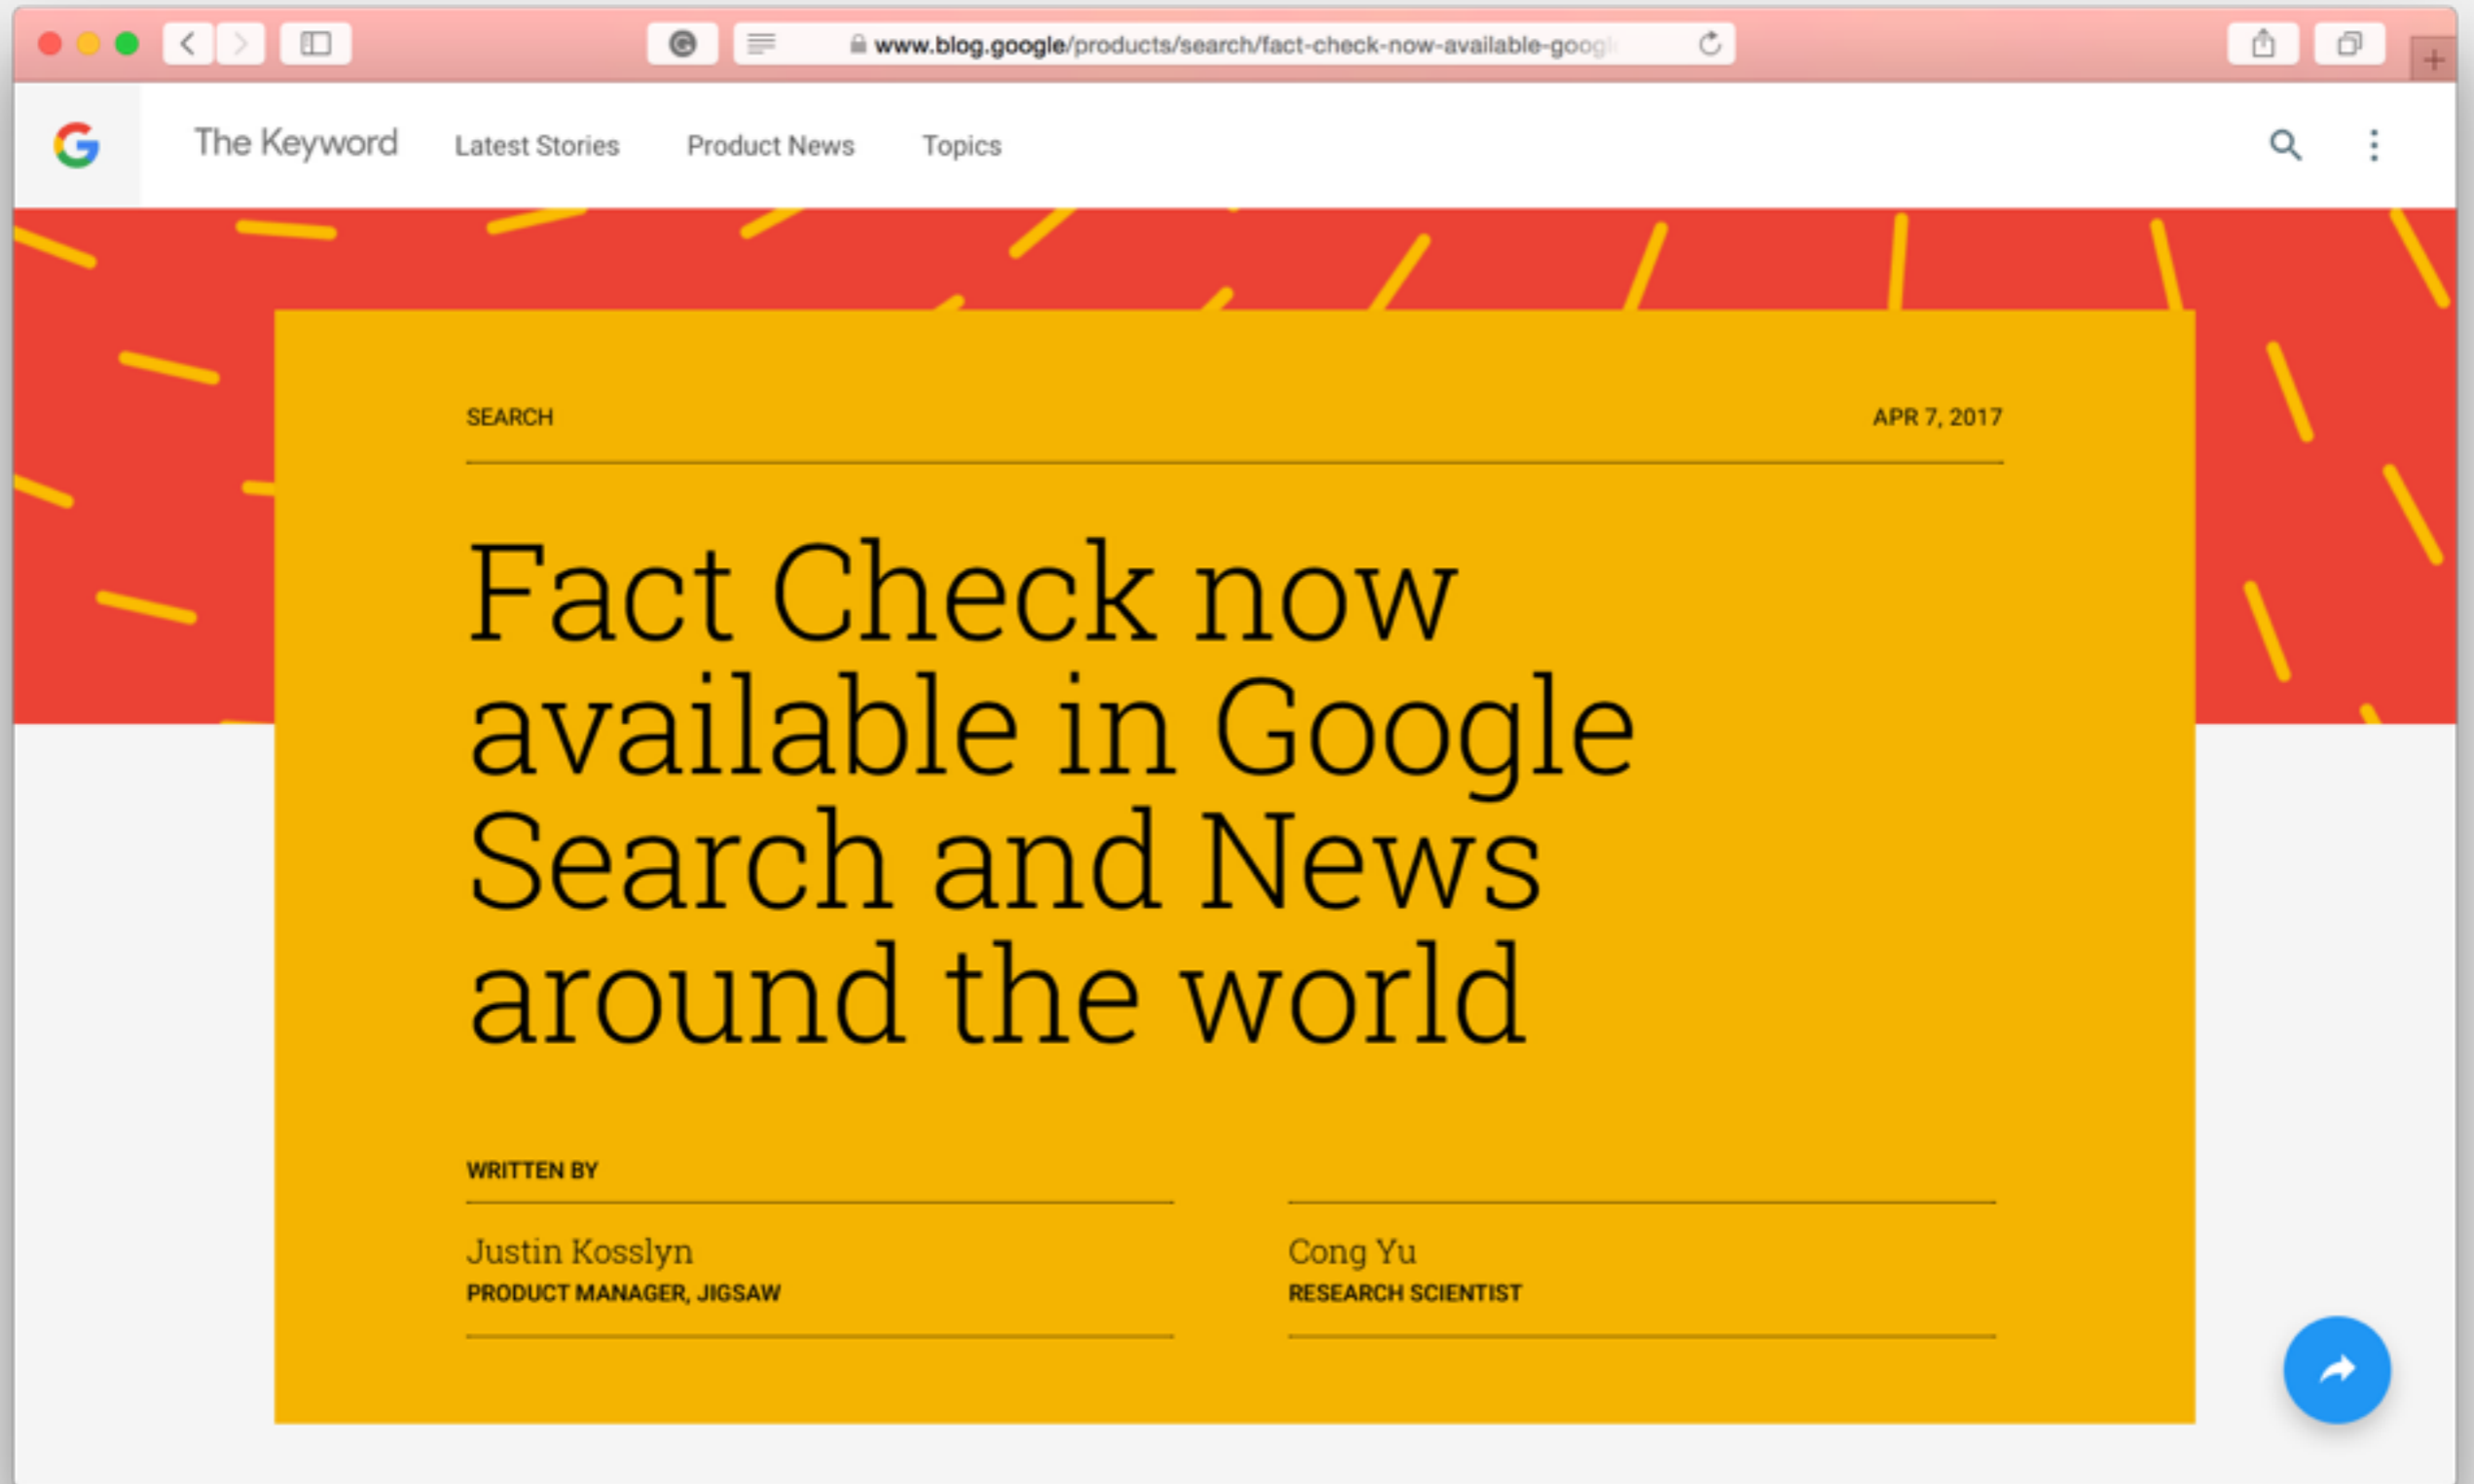 www.blog.google/products/search/fact-check-now-available-googl
The Keyword Latest Stories Product News Topics
SEARCH APR 7, 2017
Fact Check now
available in Google
Search and News
around the world
WRITTEN BY
Justin Kosslyn Cong Yu
PRODUCT MANAGER, JIGSAW RESEARCH SCIENTIST